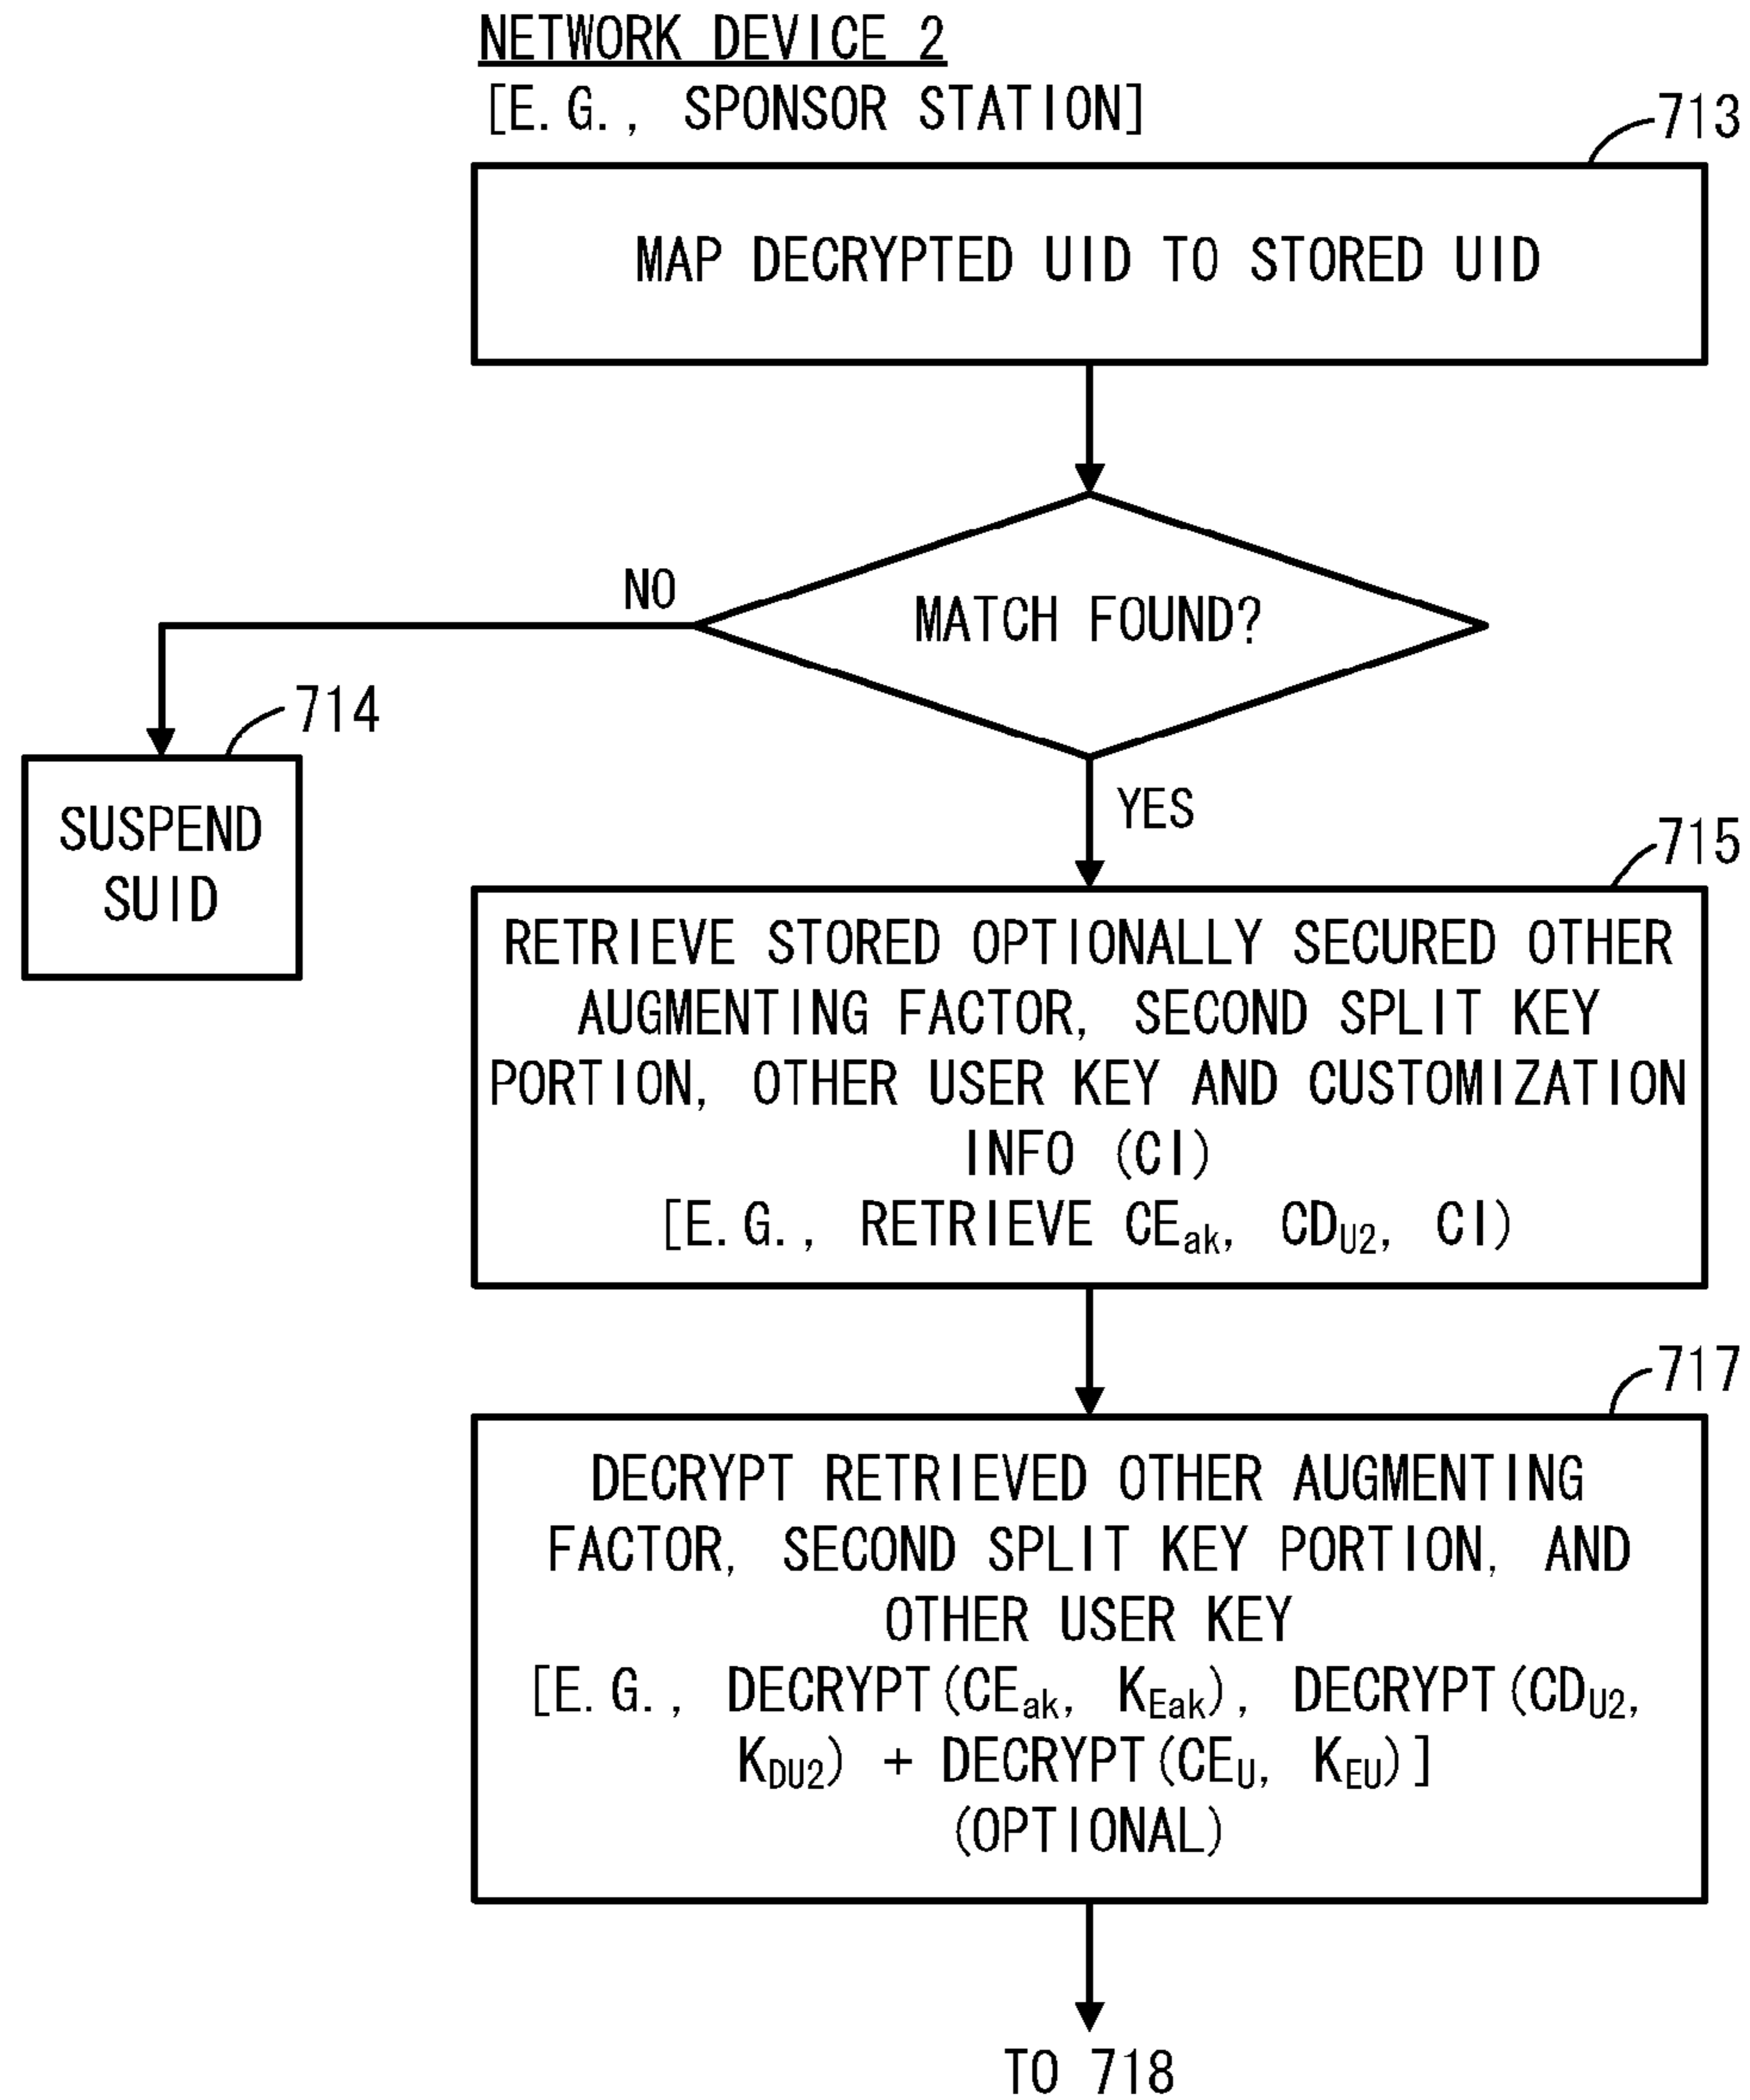 NETWORK DEVICE 2
[E.G., SPONSOR STATION]
713
MAP DECRYPTED UID TO STORED UID
MATCH FOUND?
NO
714
SUSPEND
SUID
YES
715
RETRIEVE STORED OPTIONALLY SECURED OTHER
AUGMENTING FACTOR, SECOND SPLIT KEY
PORTION, OTHER USER KEY AND CUSTOMIZATION
INFO (CI)
[E.G., RETRIEVE CEak, CDU2, CI)
717
DECRYPT RETRIEVED OTHER AUGMENTING
FACTOR, SECOND SPLIT KEY PORTION, AND
OTHER USER KEY
[E.G., DECRYPT(CEak, KEak), DECRYPT(CDU2,
KDU2) + DECRYPT(CEU, KEU)]
(OPTIONAL)
TO 718